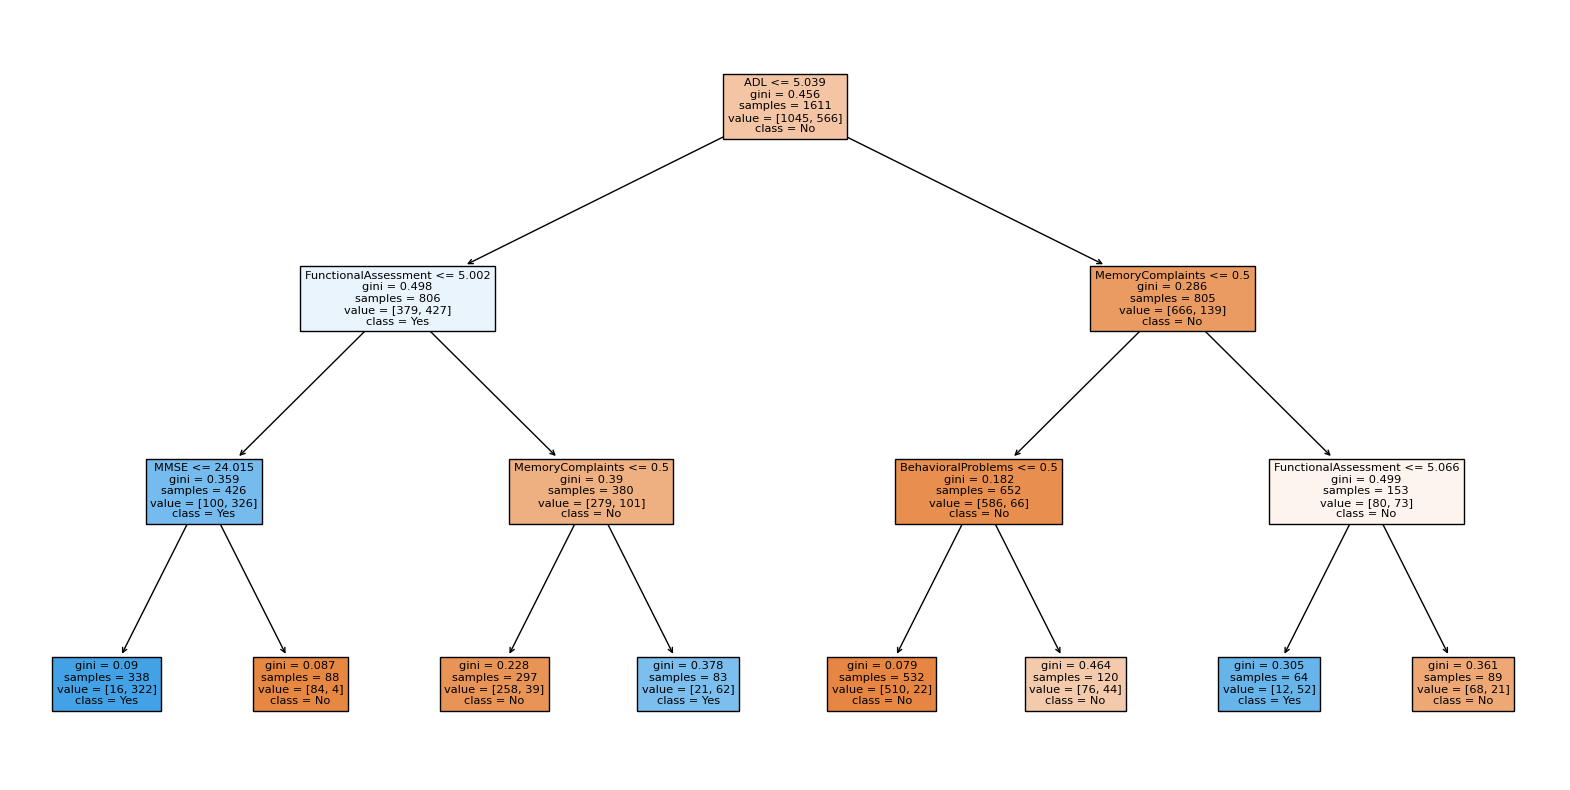 ADL <= 5.039
gini = 0.456
samples = 1611
value = [1045, 566]
class = No
FunctionalAssessment <= 5.002
gini = 0.498
samples = 806
value = [379, 427]
class = Yes
MemoryComplaints <= 0.5
gini = 0.286
samples = 805
value = [666, 139]
class = No
MMSE <= 24.015
gini = 0.359
samples = 426
value = [100, 326]
class = Yes
MemoryComplaints <= 0.5
gini = 0.39
samples = 380
value = [279, 101]
class = No
BehavioralProblems <= 0.5
gini = 0.182
samples = 652
value = [586, 66]
class = No
FunctionalAssessment <= 5.066
gini = 0.499
samples = 153
value = [80, 73]
class = No
gini = 0.09
samples = 338
value = [16, 322]
class = Yes
gini = 0.087
samples = 88
value = [84, 4]
class = No
gini = 0.228
samples = 297
value = [258, 39]
class = No
gini = 0.378
samples = 83
value = [21, 62]
class = Yes
gini = 0.079
samples = 532
value = [510, 22]
class = No
gini = 0.464
samples = 120
value = [76, 44]
class = No
gini = 0.305
samples = 64
value = [12, 52]
class = Yes
gini = 0.361
samples = 89
value = [68, 21]
class = No